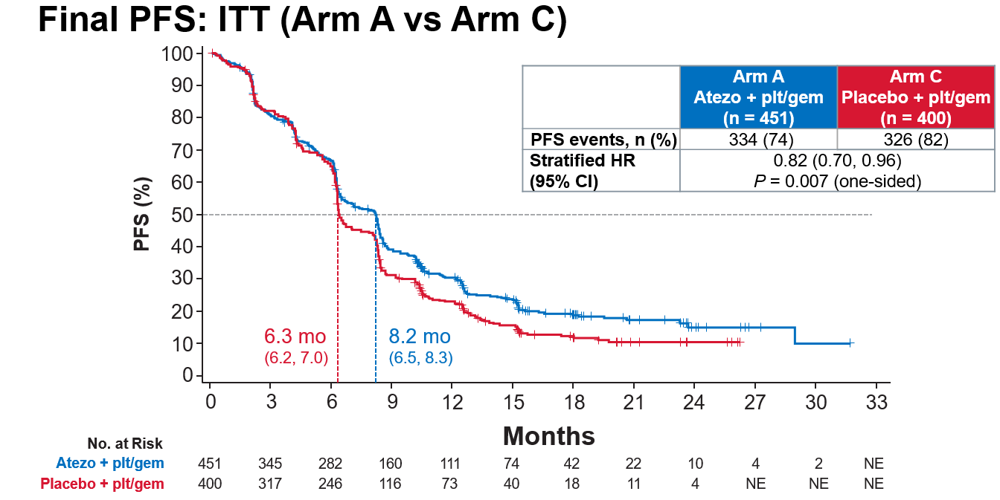 Final PFS: ITT (Arm A vs Arm C)
Arm A
Atezo + plt/gem
(n = 451)
Arm C
Placebo + plt/gem
(n = 400)
PFS events, n (%)
334 (74)
326 (82)
Stratified HR
(95% CI)
0.82 (0.70, 0.96)
P = 0.007 (one-sided)
PFS (%)
100
90
80
70
60
50
40
30
20
10
0
6.3 mo
(6.2, 7.0)
8.2 mo
(6.5, 8.3)
0 3 6 9 12 15 18 21 24 27 30 33
Months
No. at Risk
Atezo + plt/gem 451 345 282 160 111 74 42 22 10 4 2 NE
Placebo + plt/gem 400 317 246 116 73 40 18 11 4 NE NE NE